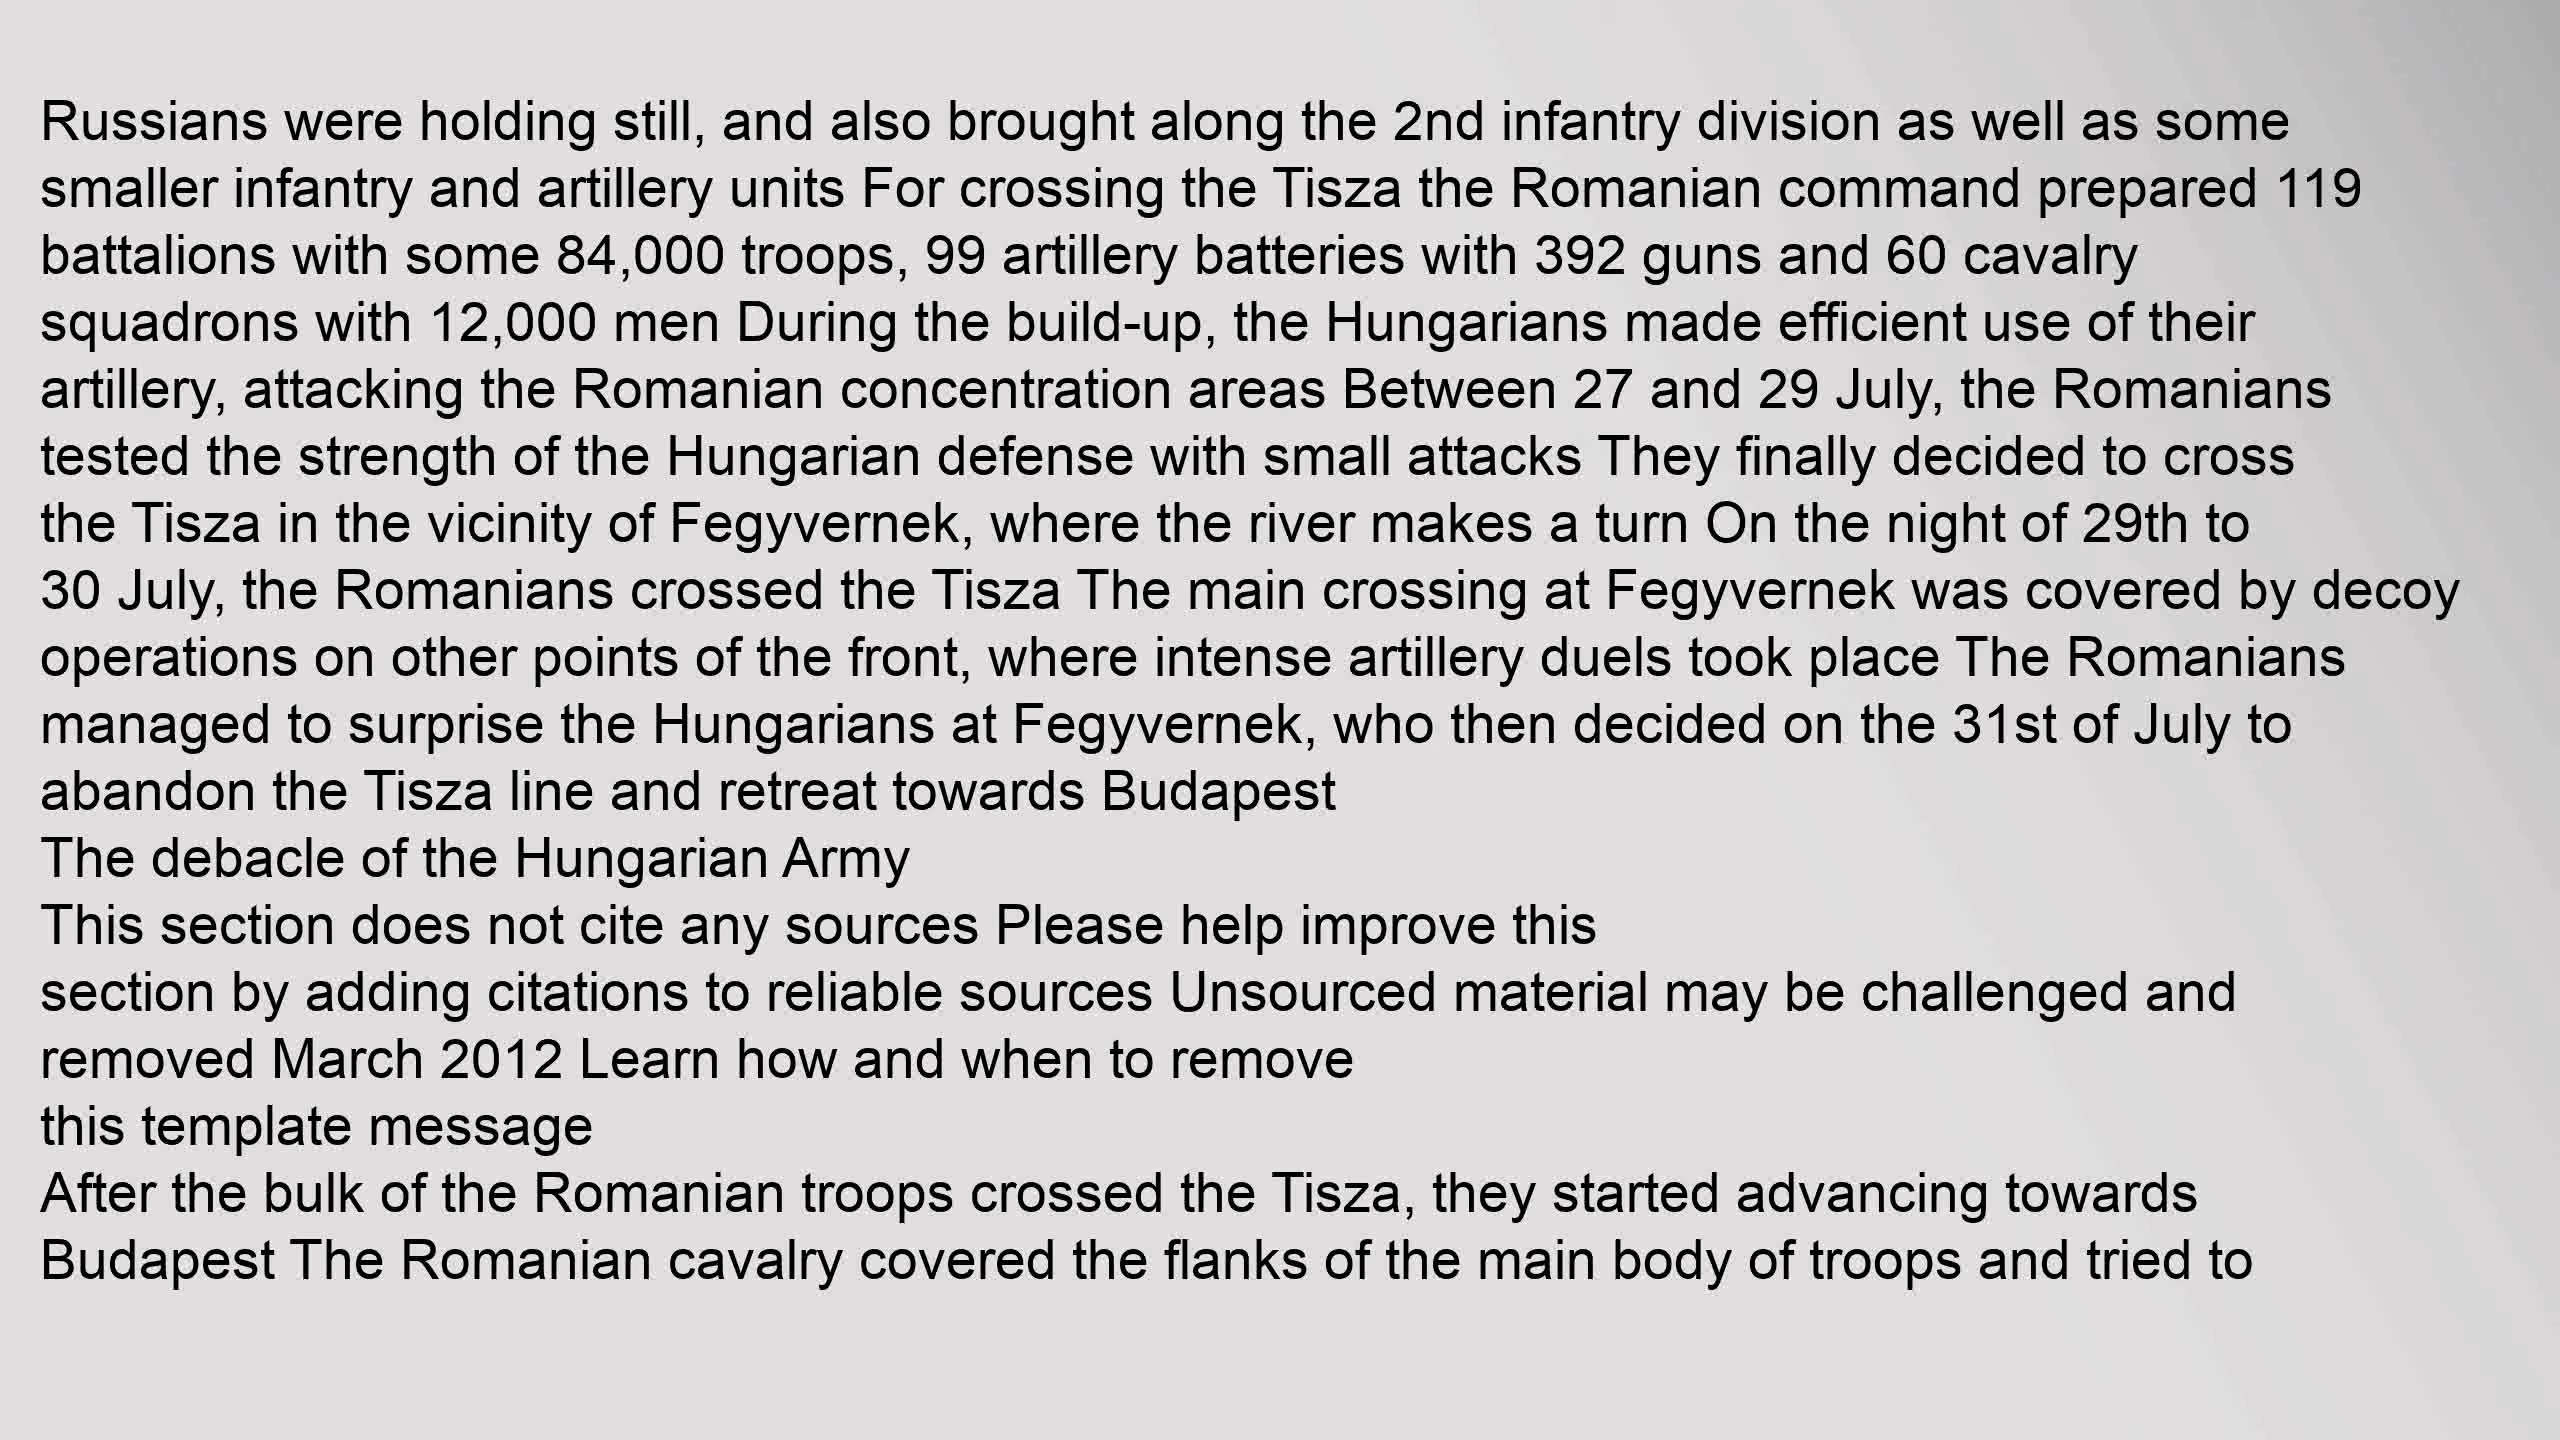 Russians were holding still, and also brought along the 2nd infantry division as well as some
smaller infantry and artillery units For crossing the Tisza the Romanian command prepared 119
battalions with some 84,000 troops, 99 artillery batteries with 392 guns and 60 cavalry
squadrons with 12,000 men During the build-up, the Hungarians made efficient use of their
artillery, attacking the Romanian concentration areas Between 27 and 29 July, the Romanians
tested the strength of the Hungarian defense with small attacks They finally decided to cross
the Tisza in the vicinity of Fegyvernek, where the river makes a turn On the night of 29th to
30 July, the Romanians crossed the Tisza The main crossing at Fegyvernek was covered by decoy
operations on other points of the front, where intense artillery duels took place The Romanians
managed to surprise the Hungarians at Fegyvernek, who then decided on the 31st of July to
abandon the Tisza line and retreat towards Budapest
The debacle of the Hungarian Army
This section does not cite any sources Please help improve this
section by adding citations to reliable sources Unsourced material may be challenged and
removed March 2012 Learn how and when to remove
this template message
After the bulk of the Romanian troops crossed the Tisza, they started advancing towards
Budapest The Romanian cavalry covered the flanks of the main body of troops and tried to